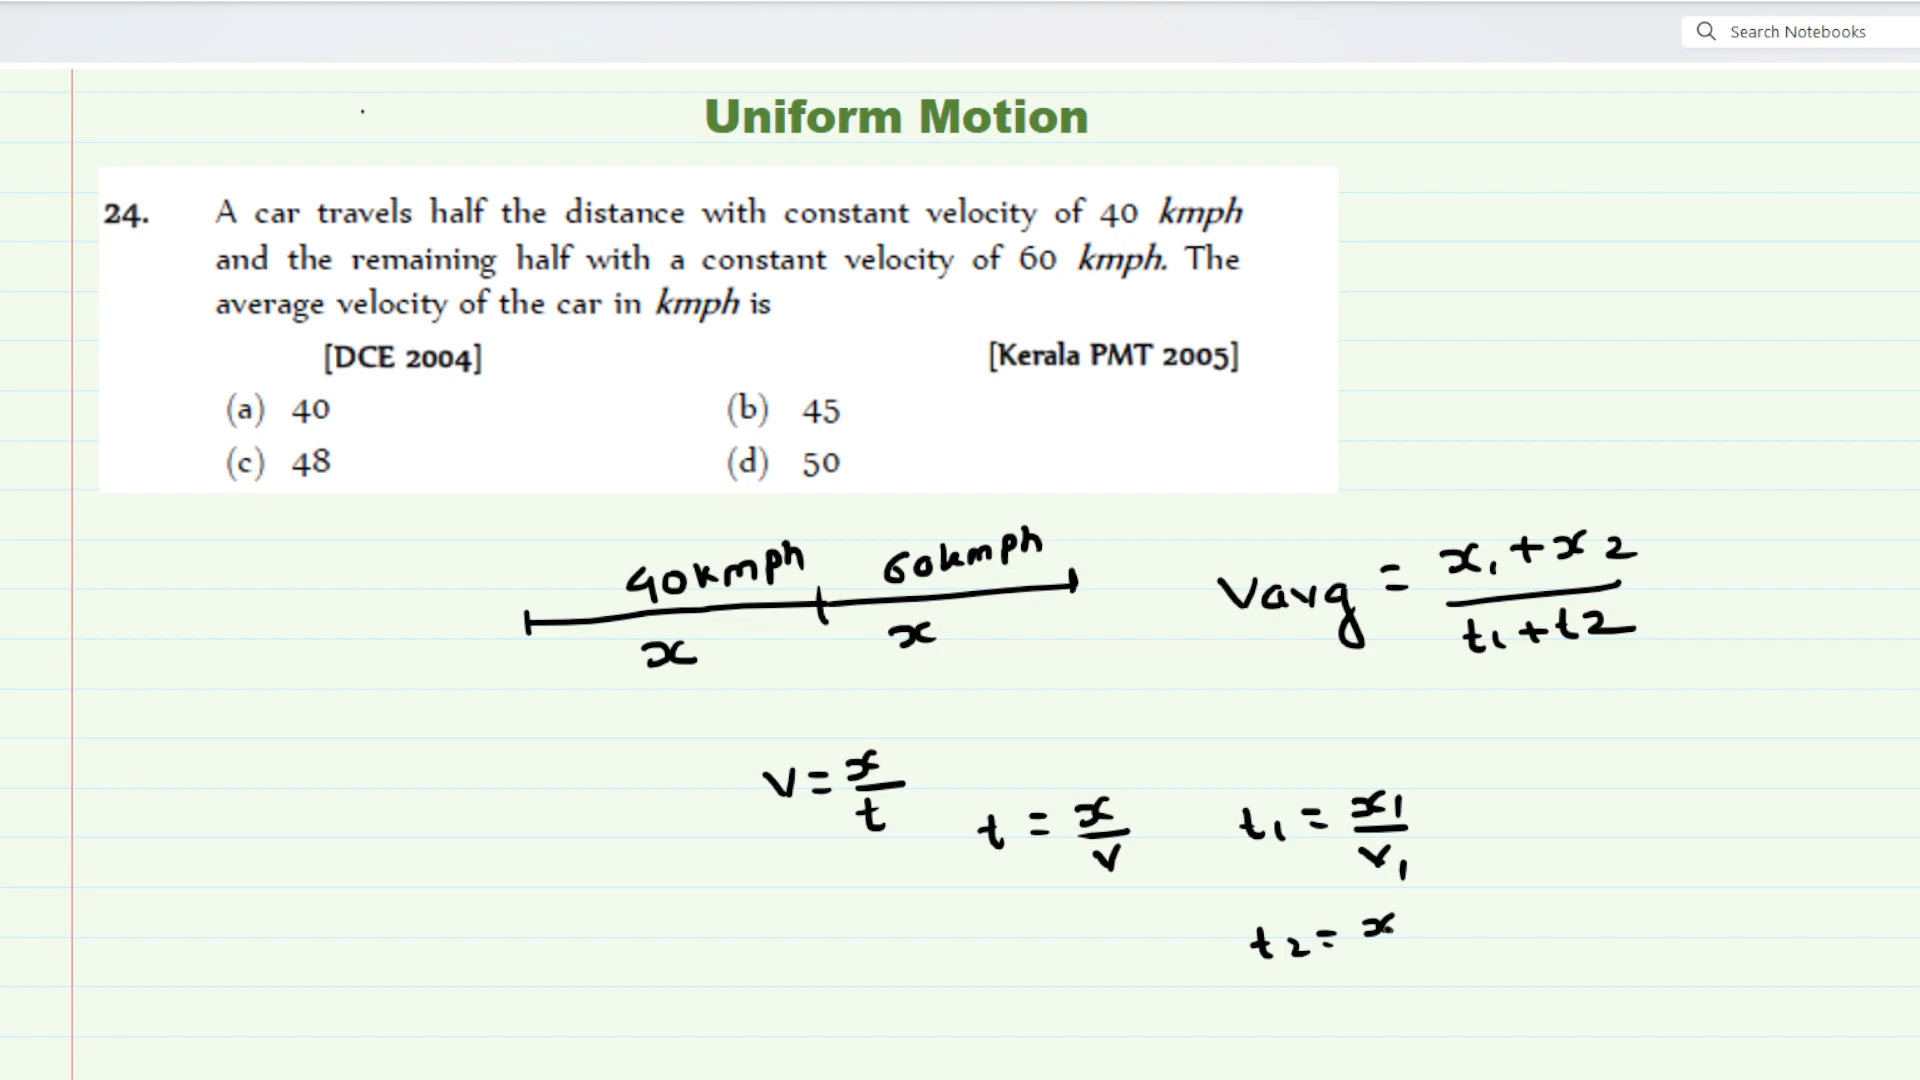 Search Notebooks
Uniform Motion
24. A car travels half the distance with constant velocity of 40 kmph
and the remaining half with a constant velocity of 60 kmph. The
average velocity of the car in kmph is
[DCE 2004] [Kerala PMT 2005]
(a) 40 (b) 45
(c) 48 (d) 50
40kmph 60kmph
x x
Vavg = x1+x2 / t1+t2
V = x/t
t = x/v
t1 = x1/v1
t2 = x